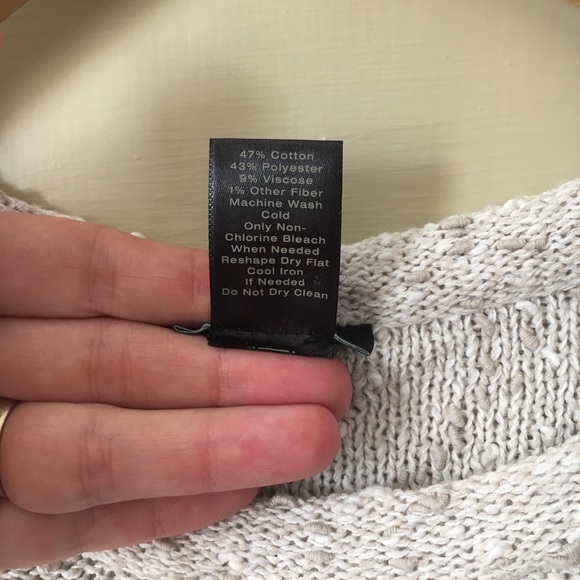 47% Cotton
43% Polyester
9% Viscose
1% Other Fiber
Machine Wash
Cold
Only Non-
Chlorine Bleach
When Needed
Reshape Dry Flat
Cool Iron
If Needed
Do Not Dry Clean